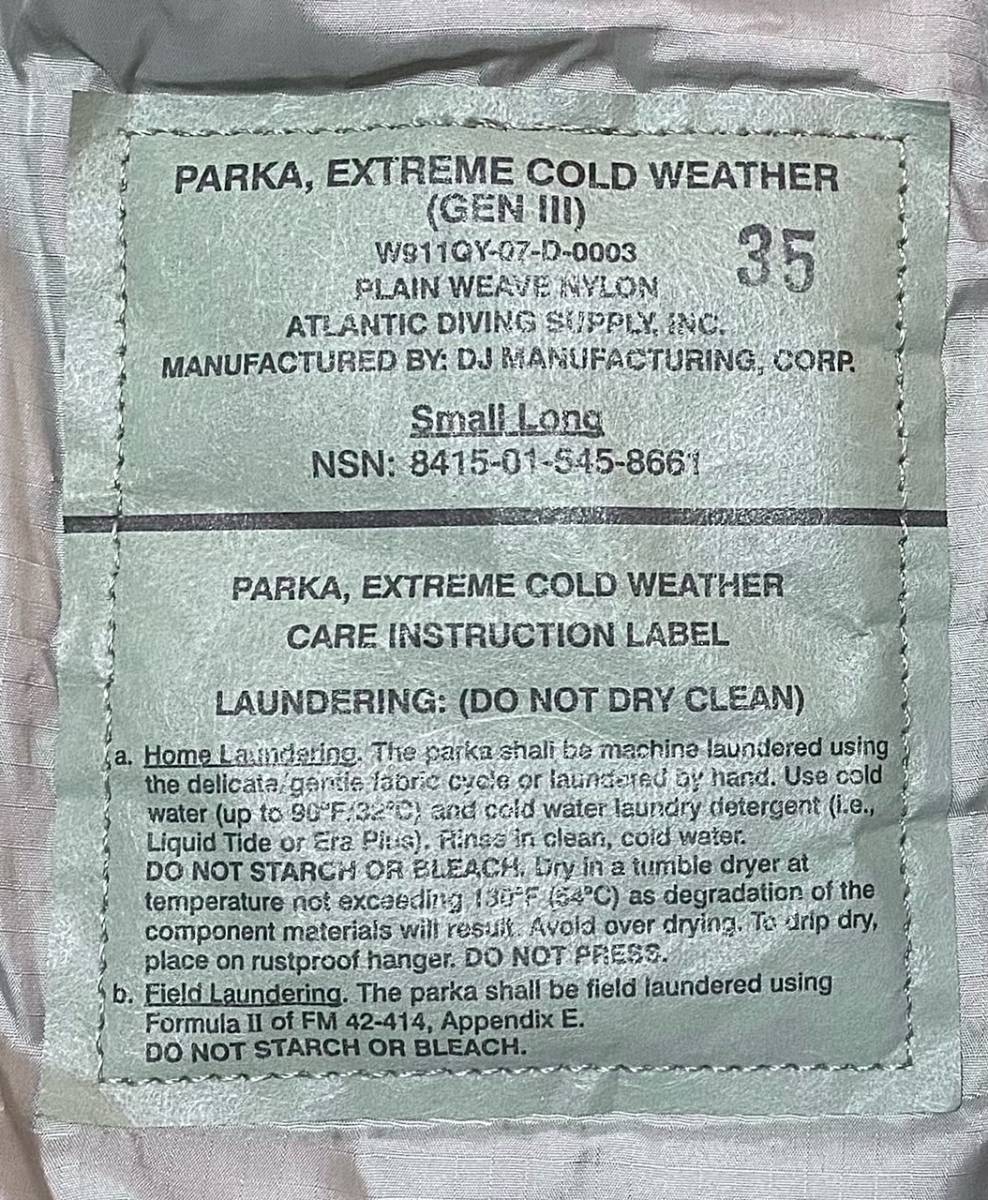 PARKA, EXTREME COLD WEATHER
(GEN III)
W911QY-07-D-0003
35
PLAIN WEAVE NYLON
ATLANTIC DIVING SUPPLY, INC.
MANUFACTURED BY: DJ MANUFACTURING, CORP.
Small Long
NSN: 8415-01-545-8661
PARKA, EXTREME COLD WEATHER
CARE INSTRUCTION LABEL
LAUNDERING: (DO NOT DRY CLEAN)
a. Home Laundering. The parka shall be machine laundered using
the delicate/gentle fabric cycle or laundered by hand. Use cold
water (up to 90°F/32°C) and cold water laundry detergent (i.e.,
Liquid Tide or Era Plus). Rinse in clean, cold water.
DO NOT STARCH OR BLEACH. Dry in a tumble dryer at
temperature not exceeding 130°F (54°C) as degradation of the
component materials will result. Avoid over drying. To drip dry,
place on rustproof hanger. DO NOT PRESS.
b. Field Laundering. The parka shall be field laundered using
Formula II of FM 42-414, Appendix E.
DO NOT STARCH OR BLEACH.